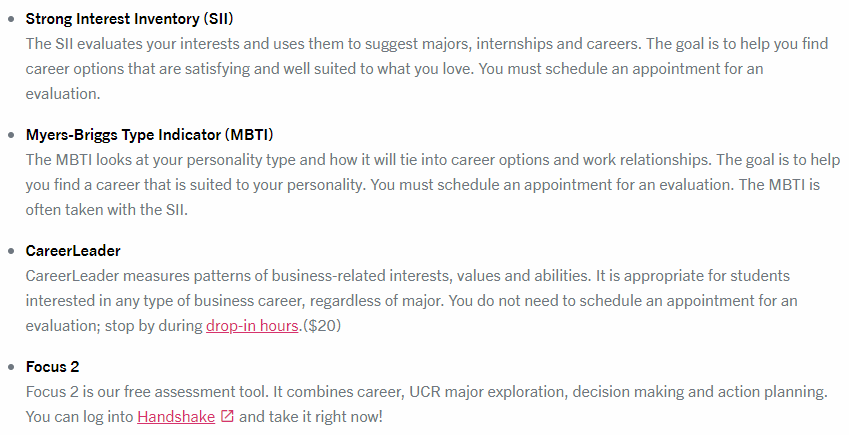 Strong Interest Inventory (SII)
The SII evaluates your interests and uses them to suggest majors, internships and careers. The goal is to help you find
career options that are satisfying and well suited to what you love. You must schedule an appointment for an
evaluation.
Myers-Briggs Type Indicator (MBTI)
The MBTI looks at your personality type and how it will tie into career options and work relationships. The goal is to help
you find a career that is suited to your personality. You must schedule an appointment for an evaluation. The MBTI is
often taken with the SII.
CareerLeader
CareerLeader measures patterns of business-related interests, values and abilities. It is appropriate for students
interested in any type of business career, regardless of major. You do not need to schedule an appointment for an
evaluation; stop by during drop-in hours.($20)
Focus 2
Focus 2 is our free assessment tool. It combines career, UCR major exploration, decision making and action planning.
You can log into Handshake and take it right now!